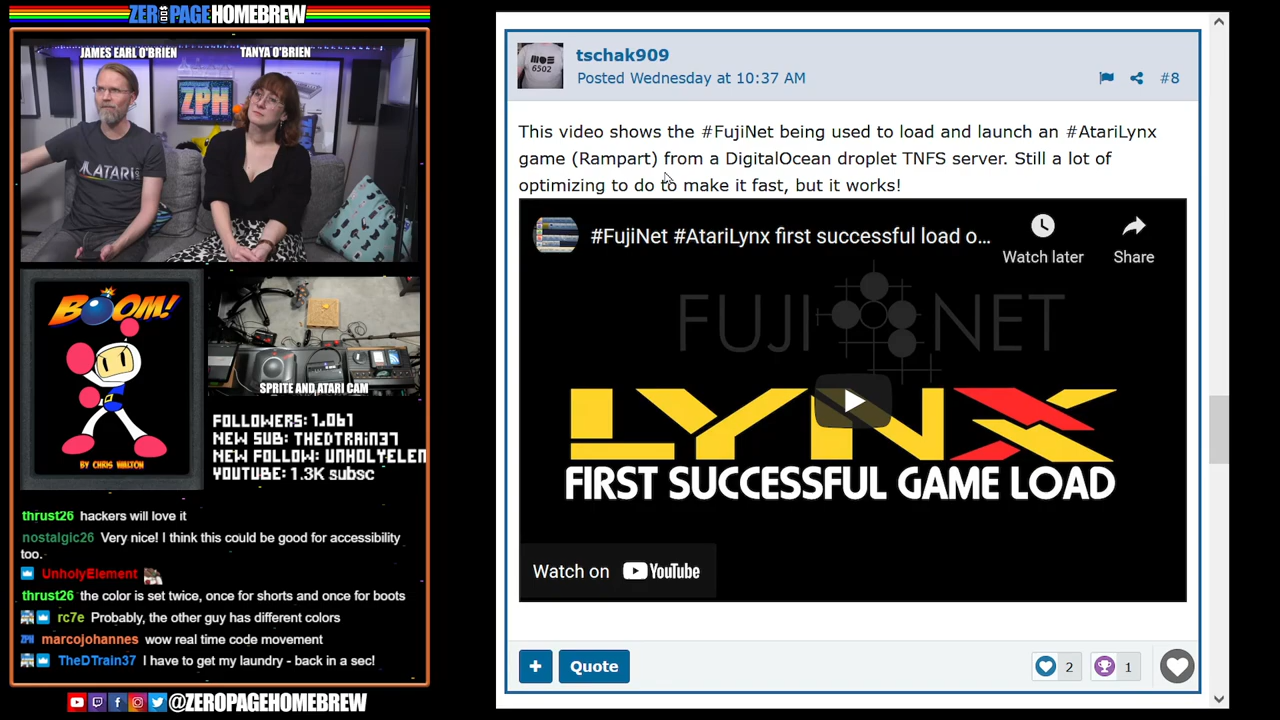 ZERO PAGE HOMEBREW
JAMES EARL O'BRIEN
TANYA O'BRIEN
ATARI
ZPH
BOOM!
BY CHRIS WALTON
SPRITE AND ATARI CAM
FOLLOWERS: 1,061
NEW SUB: THEDTRAIN37
NEW FOLLOW: UNHOLYELEM
YOUTUBE: 1.3K subsc
thrust26 hackers will love it
nostalgic26 Very nice! I think this could be good for accessibility
too.
UnholyElement
thrust26 the color is set twice, once for shorts and once for boots
rc7e Probably, the other guy has different colors
ZPH marcojohannes wow real time code movement
TheDTrain37 I have to get my laundry - back in a sec!
@ZEROPAGEHOMEBREW
MOS
6502
tschak909
Posted Wednesday at 10:37 AM
#8
This video shows the #FujiNet being used to load and launch an #AtariLynx
game (Rampart) from a DigitalOcean droplet TNFS server. Still a lot of
optimizing to do to make it fast, but it works!
#FujiNet #AtariLynx first successful load o...
Watch later
Share
FUJI NET
LYNX
FIRST SUCCESSFUL GAME LOAD
Watch on YouTube
+ Quote
2
1